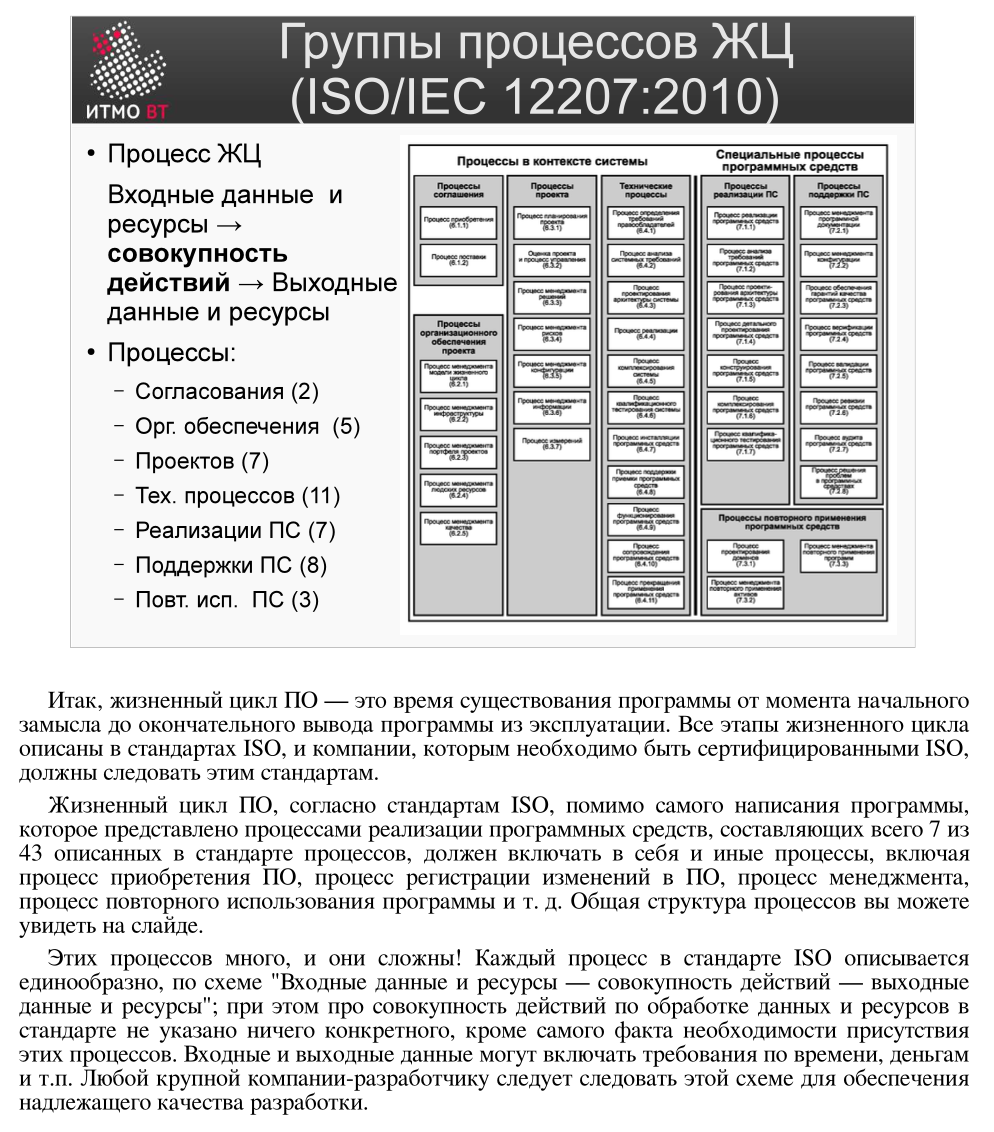 Группы процессов ЖЦ
(ISO/IEC 12207:2010)
ИТМО ВТ
• Процесс ЖЦ
Входные данные и
ресурсы →
совокупность
действий → Выходные
данные и ресурсы
• Процессы:
– Согласования (2)
– Орг. обеспечения (5)
– Проектов (7)
– Тех. процессов (11)
– Реализации ПС (7)
– Поддержки ПС (8)
– Повт. исп. ПС (3)
Процессы в контексте системы
Процессы
соглашения
Процесс приобретения
(6.1.1)
Процесс поставки
(6.1.2)
Процессы
организационного
обеспечения
проекта
Процесс менеджмента
модели жизненного
цикла
(6.2.1)
Процесс менеджмента
инфраструктуры
(6.2.2)
Процесс менеджмента
портфеля проектов
(6.2.3)
Процесс менеджмента
людских ресурсов
(6.2.4)
Процесс менеджмента
качества
(6.2.5)
Процессы
проекта
Процесс планирования
проекта
(6.3.1)
Оценка проекта
и процесс управления
(6.3.2)
Процесс менеджмента
решений
(6.3.3)
Процесс менеджмента
рисков
(6.3.4)
Процесс менеджмента
конфигурации
(6.3.5)
Процесс менеджмента
информации
(6.3.6)
Процесс измерений
(6.3.7)
Технические
процессы
Процесс определения
требований
правообладателей
(6.4.1)
Процесс анализа
системных требований
(6.4.2)
Процесс
проектирования
архитектуры системы
(6.4.3)
Процесс реализации
(6.4.4)
Процесс
комплексирования
системы
(6.4.5)
Процесс
квалификационного
тестирования системы
(6.4.6)
Процесс инсталляции
программных средств
(6.4.7)
Процесс поддержки
приемки программных
средств
(6.4.8)
Процесс
функционирования
программных средств
(6.4.9)
Процесс
сопровождения
программных средств
(6.4.10)
Процесс прекращения
применения
программных средств
(6.4.11)
Специальные процессы
программных средств
Процессы
реализации ПС
Процесс реализации
программных средств
(7.1.1)
Процесс анализа
требований
программных средств
(7.1.2)
Процесс проекти-
рования архитектуры
программных средств
(7.1.3)
Процесс детального
проектирования
программных средств
(7.1.4)
Процесс
конструирования
программных средств
(7.1.5)
Процесс
комплексирования
программных средств
(7.1.6)
Процесс квалифика-
ционного тестирования
программных средств
(7.1.7)
Процессы
поддержки ПС
Процесс менеджмента
программной
документации
(7.2.1)
Процесс менеджмента
конфигурации
(7.2.2)
Процесс обеспечения
гарантий качества
программных средств
(7.2.3)
Процесс верификации
программных средств
(7.2.4)
Процесс валидации
программных средств
(7.2.5)
Процесс ревизии
программных средств
(7.2.6)
Процесс аудита
программных средств
(7.2.7)
Процесс решения
проблем
в программных
средствах
(7.2.8)
Процессы повторного применения
программных средств
Процесс
проектирования
доменов
(7.3.1)
Процесс менеджмента
повторного применения
активов
(7.3.2)
Процесс менеджмента
повторного применения
программ
(7.3.3)
Итак, жизненный цикл ПО — это время существования программы от момента начального
замысла до окончательного вывода программы из эксплуатации. Все этапы жизненного цикла
описаны в стандартах ISO, и компании, которым необходимо быть сертифицированными ISO,
должны следовать этим стандартам.
Жизненный цикл ПО, согласно стандартам ISO, помимо самого написания программы,
которое представлено процессами реализации программных средств, составляющих всего 7 из
43 описанных в стандарте процессов, должен включать в себя и иные процессы, включая
процесс приобретения ПО, процесс регистрации изменений в ПО, процесс менеджмента,
процесс повторного использования программы и т. д. Общая структура процессов вы можете
увидеть на слайде.
Этих процессов много, и они сложны! Каждый процесс в стандарте ISO описывается
единообразно, по схеме "Входные данные и ресурсы — совокупность действий — выходные
данные и ресурсы"; при этом про совокупность действий по обработке данных и ресурсов в
стандарте не указано ничего конкретного, кроме самого факта необходимости присутствия
этих процессов. Входные и выходные данные могут включать требования по времени, деньгам
и т.п. Любой крупной компании-разработчику следует следовать этой схеме для обеспечения
надлежащего качества разработки.